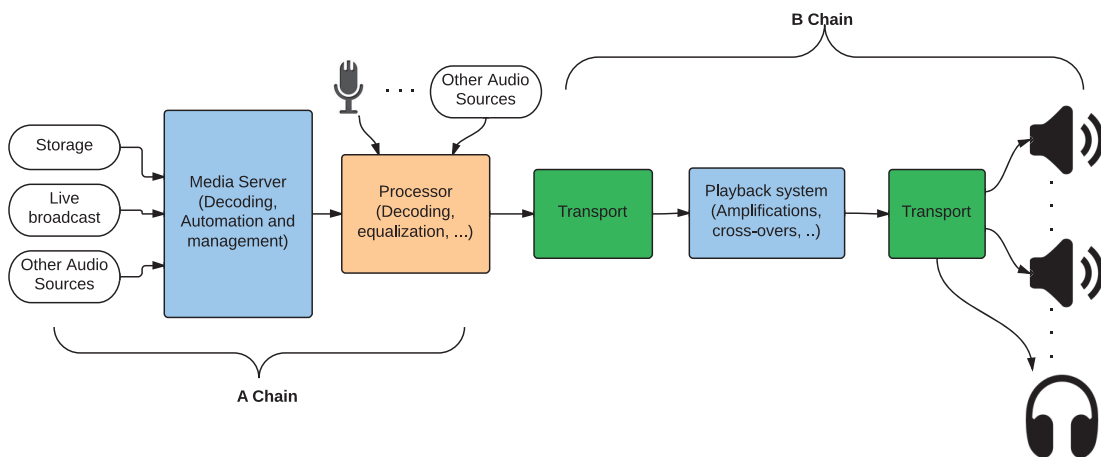 B Chain
Other Audio
Sources
Storage
Live
broadcast
Other Audio
Sources
Media Server
(Decoding,
Automation and
management)
Processor
(Decoding,
equalization, ...)
Transport
Playback system
(Amplifications,
cross-overs, ..)
Transport
A Chain